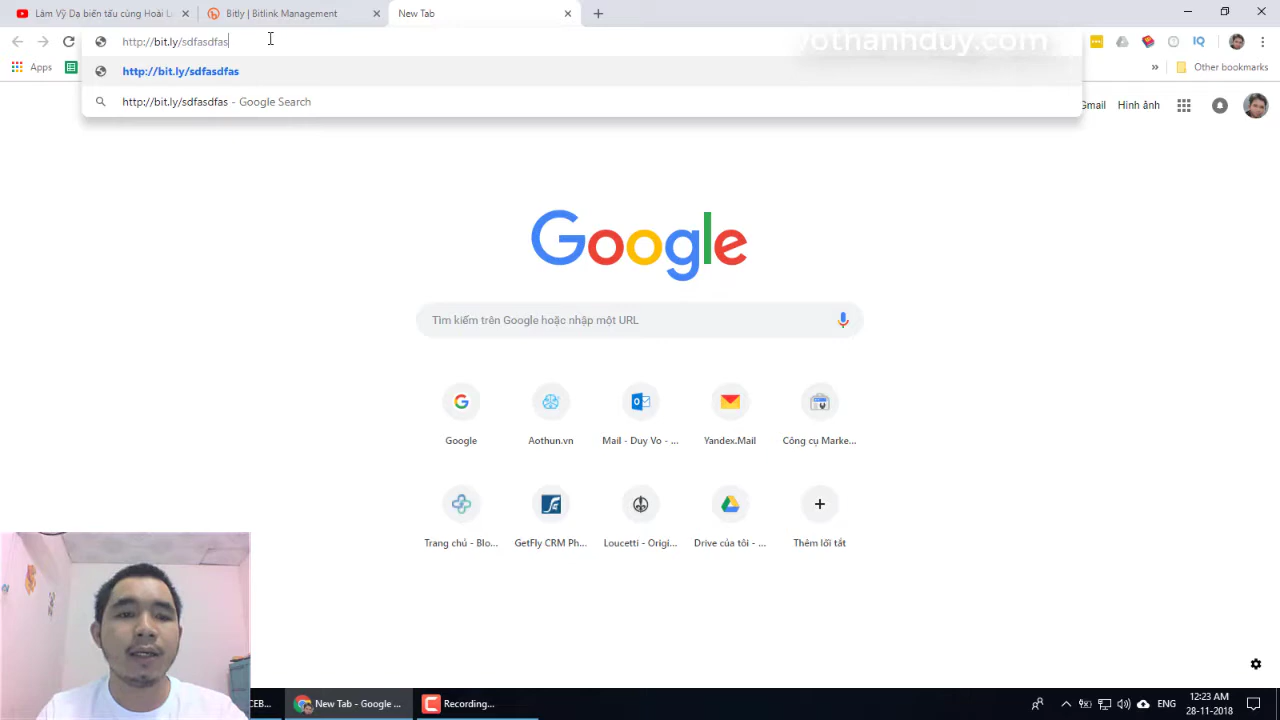 Lâm Vỹ Dạ biến tấu cùng Hoài L
Bitly | Bitlink Management
New Tab
http://bit.ly/sdfasdfas
vothanhduy.com
IQ
Apps
http://bit.ly/sdfasdfas
Other bookmarks
http://bit.ly/sdfasdfas - Google Search
Gmail
Hình ảnh
Google
Tìm kiếm trên Google hoặc nhập một URL
Google
Aothun.vn
Mail - Duy Vo - ...
Yandex.Mail
Công cụ Marke...
Trang chủ - Blo...
GetFly CRM Ph...
Loucetti - Origi...
Drive của tôi - ...
Thêm lối tắt
CEB...
New Tab - Google ...
Recording...
ENG
12:23 AM
28-11-2018